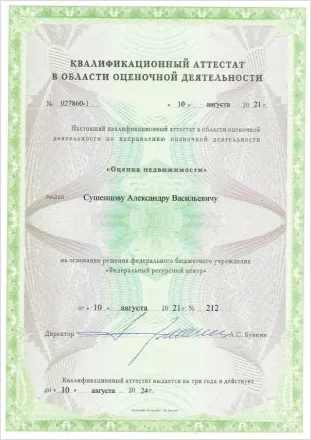 КВАЛИФИКАЦИОННЫЙ АТТЕСТАТ
В ОБЛАСТИ ОЦЕНОЧНОЙ ДЕЯТЕЛЬНОСТИ
№ 027860-1 « 10 » августа 20 21 г.
Настоящий квалификационный аттестат в области оценочной
деятельности по направлению оценочной деятельности
«Оценка недвижимости»
выдан Сушенцову Александру Васильевичу
на основании решения федерального бюджетного учреждения
«Федеральный ресурсный центр»
от « 10 » августа 20 21 г. № 212
Директор А.С. Бункин
Квалификационный аттестат выдается на три года и действует
до « 10 » августа 20 24 г.